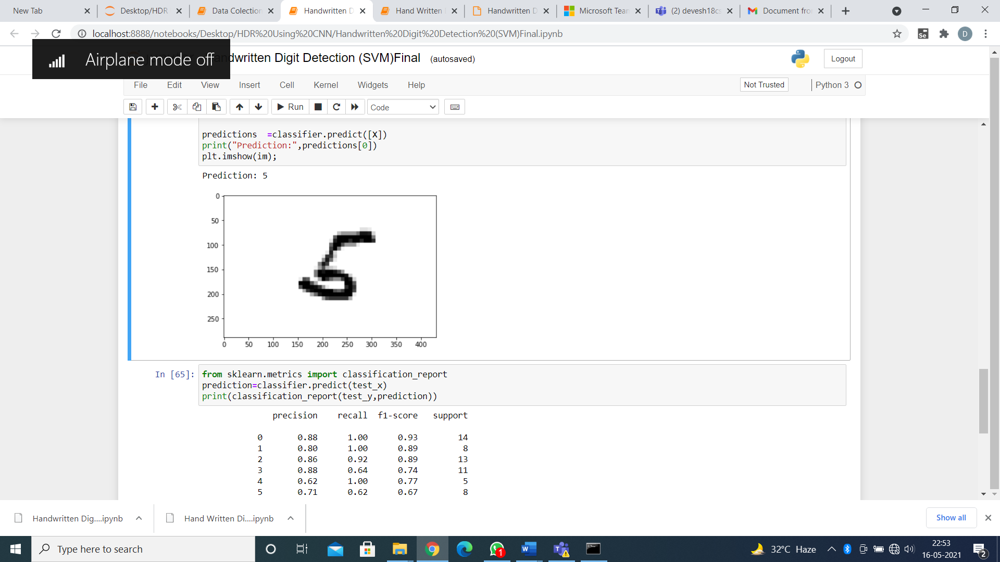 New Tab
Desktop/HDR
Data Colection
Handwritten D
Hand Written
Handwritten D
Microsoft Tean
(2) devesh18cs
Document fro
localhost:8888/notebooks/Desktop/HDR%20Using%20CNN/Handwritten%20Digit%20Detection%20(SVM)Final.ipynb
Se
D
Airplane mode off
andwritten Digit Detection (SVM)Final (autosaved)
Logout
File Edit View Insert Cell Kernel Widgets Help
Not Trusted
Python 3
Run
Code
predictions  =classifier.predict([X])
print("Prediction:",predictions[0])
plt.imshow(im);
Prediction: 5
0
50
100
150
200
250
5
0 50 100 150 200 250 300 350 400
In [65]:
from sklearn.metrics import classification_report
prediction=classifier.predict(test_x)
print(classification_report(test_y,prediction))
precision recall f1-score support
0 0.88 1.00 0.93 14
1 0.80 1.00 0.89 8
2 0.86 0.92 0.89 13
3 0.88 0.64 0.74 11
4 0.62 1.00 0.77 5
5 0.71 0.62 0.67 8
Handwritten Dig....ipynb
Hand Written Di....ipynb
Show all
Type here to search
1
32°C Haze
22:53
16-05-2021
2